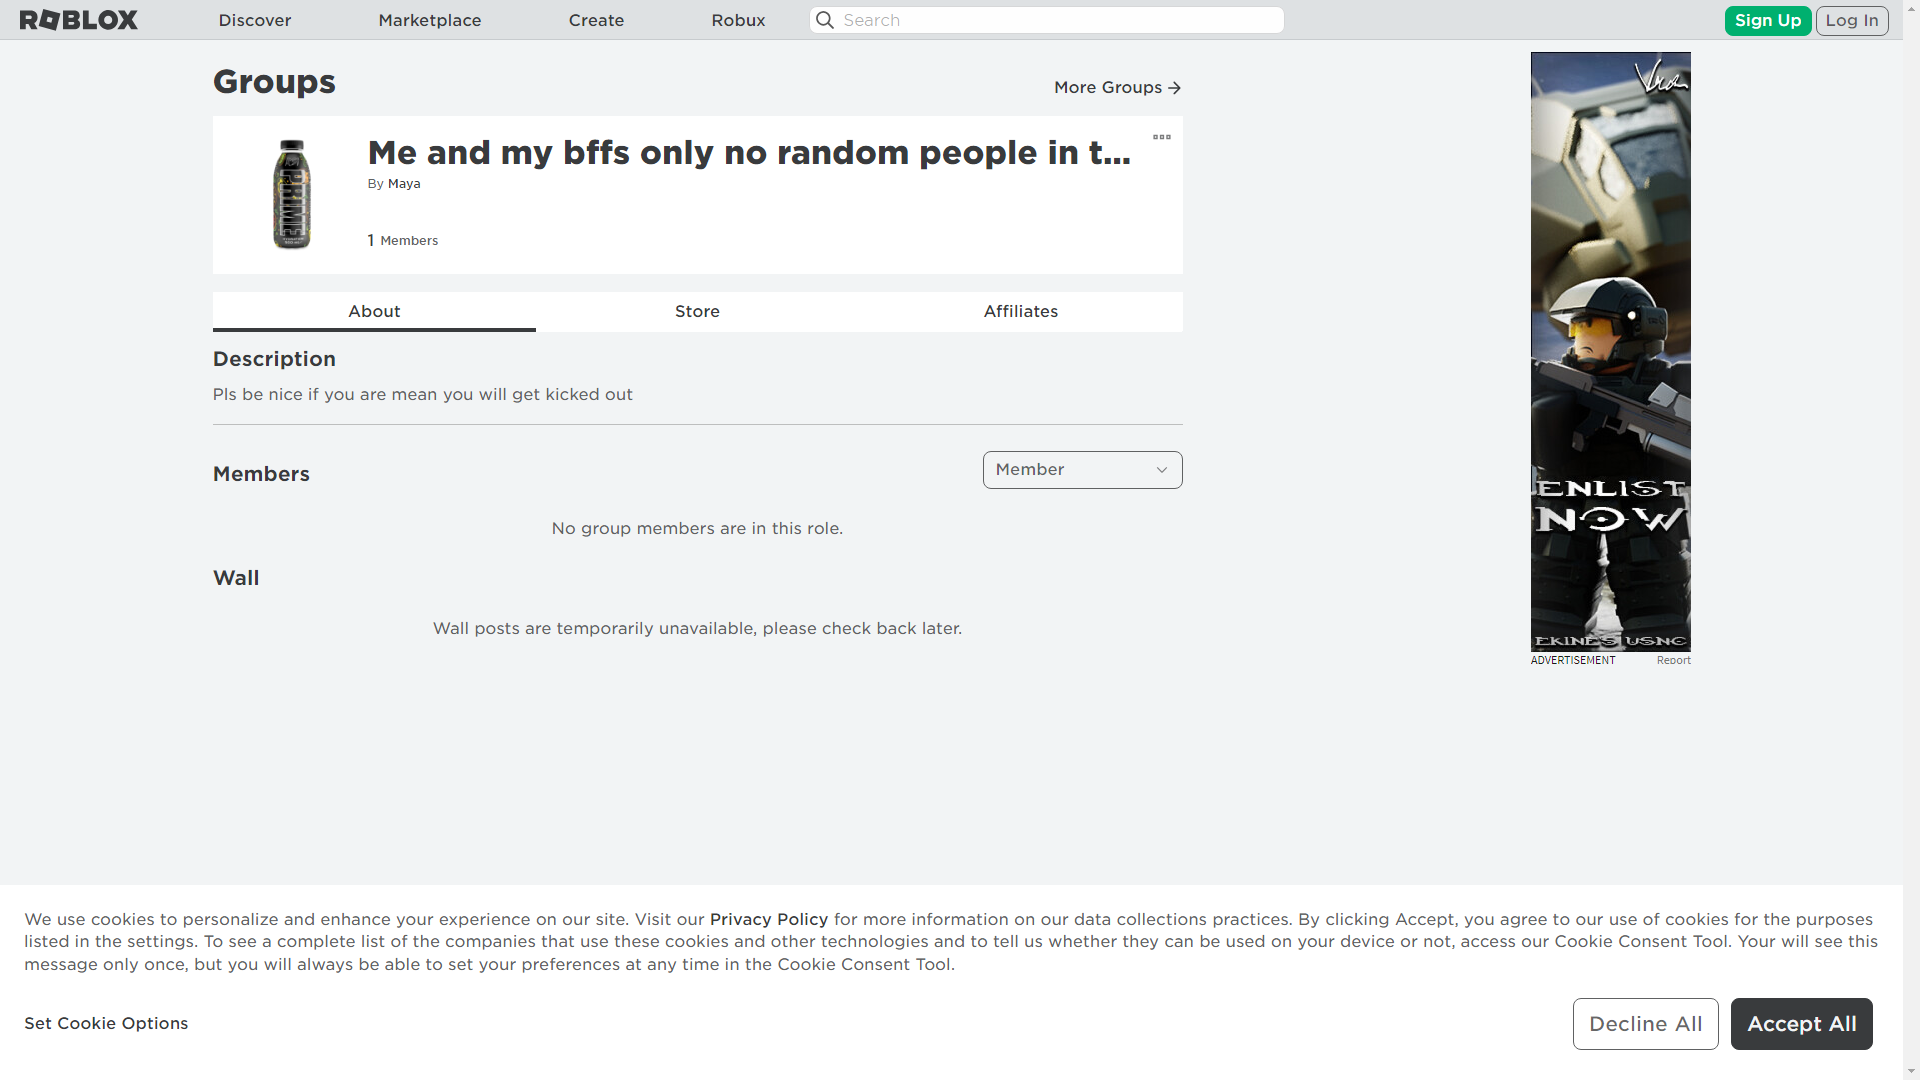 ROBLOX
Discover
Marketplace
Create
Robux
Search
Sign Up
Log In
Groups
More Groups
Me and my bffs only no random people in t...
By Maya
1 Members
PRIME
About
Store
Affiliates
Description
Pls be nice if you are mean you will get kicked out
Members
Member
No group members are in this role.
Wall
Wall posts are temporarily unavailable, please check back later.
ENLIST
NOW
ADVERTISEMENT
Report
We use cookies to personalize and enhance your experience on our site. Visit our Privacy Policy for more information on our data collections practices. By clicking Accept, you agree to our use of cookies for the purposes
listed in the settings. To see a complete list of the companies that use these cookies and other technologies and to tell us whether they can be used on your device or not, access our Cookie Consent Tool. Your will see this
message only once, but you will always be able to set your preferences at any time in the Cookie Consent Tool.
Set Cookie Options
Decline All
Accept All